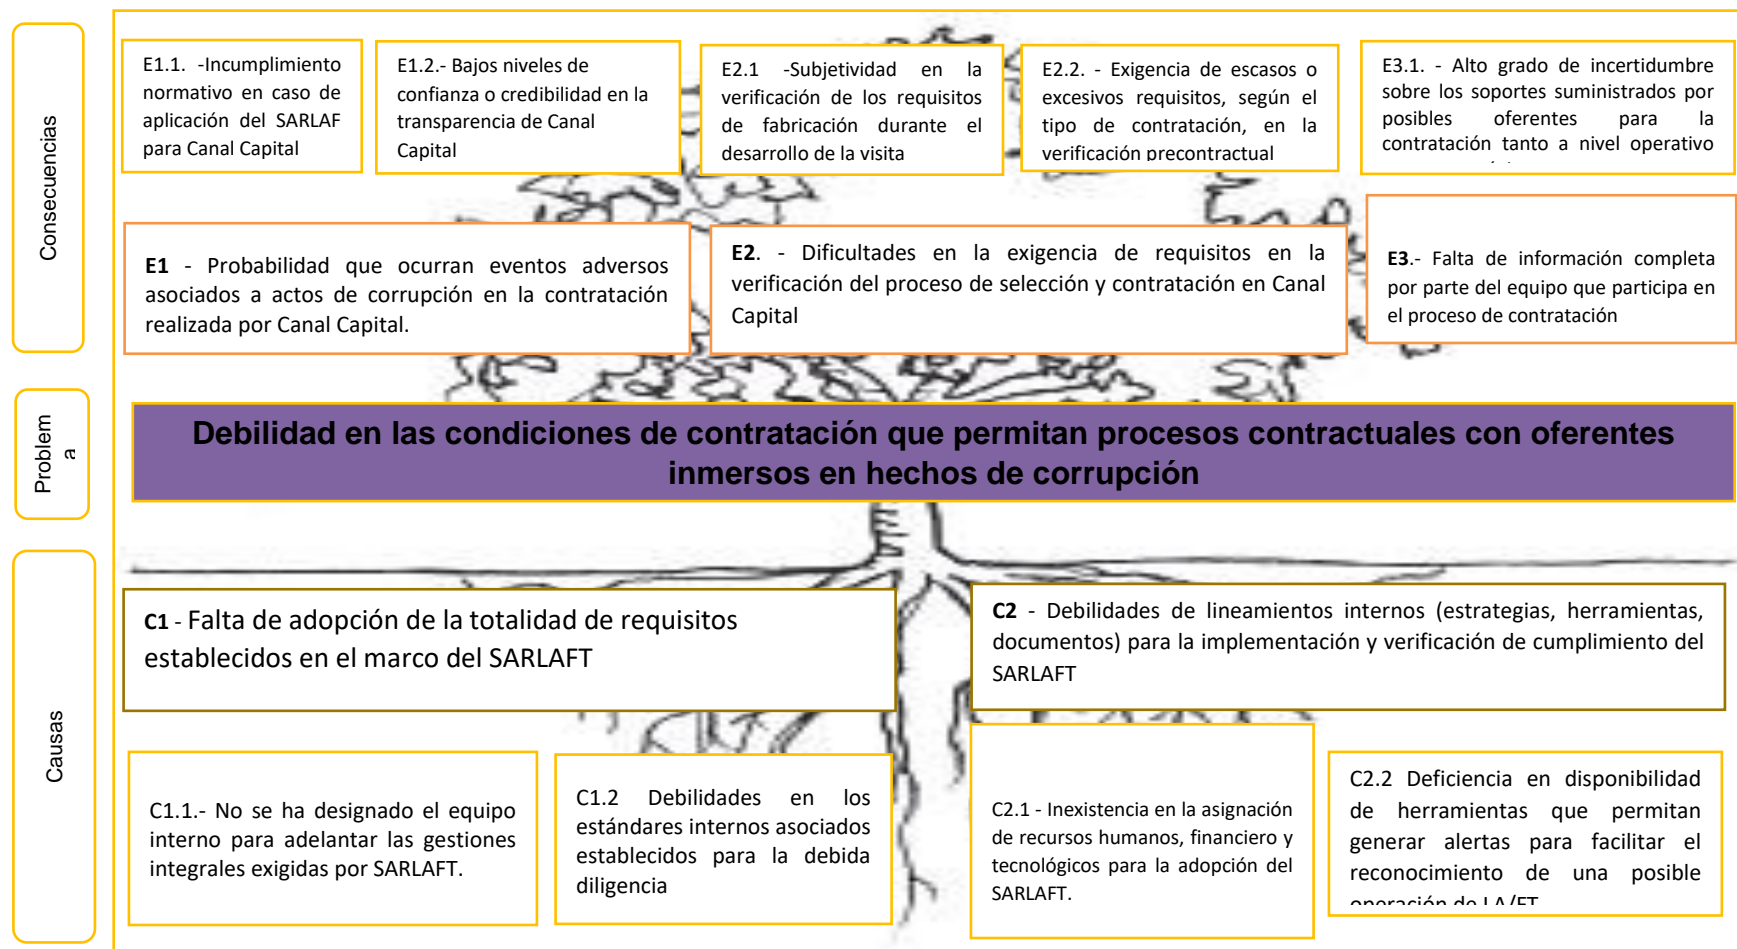 Consecuencias
E1.1. -Incumplimiento
normativo en caso de
aplicación del SARLAF
para Canal Capital
E1.2.- Bajos niveles de
confianza o credibilidad en la
transparencia de Canal
Capital
E2.1 -Subjetividad en la
verificación de los requisitos
de fabricación durante el
desarrollo de la visita
E2.2. - Exigencia de escasos o
excesivos requisitos, según el
tipo de contratación, en la
verificación precontractual
E3.1. - Alto grado de incertidumbre
sobre los soportes suministrados por
posibles oferentes para la
contratación tanto a nivel operativo
E1 - Probabilidad que ocurran eventos adversos
asociados a actos de corrupción en la contratación
realizada por Canal Capital.
E2. - Dificultades en la exigencia de requisitos en la
verificación del proceso de selección y contratación en Canal
Capital
E3.- Falta de información completa
por parte del equipo que participa en
el proceso de contratación
Problem
a
Debilidad en las condiciones de contratación que permitan procesos contractuales con oferentes
inmersos en hechos de corrupción
Causas
C1 - Falta de adopción de la totalidad de requisitos
establecidos en el marco del SARLAFT
C2 - Debilidades de lineamientos internos (estrategias, herramientas,
documentos) para la implementación y verificación de cumplimiento del
SARLAFT
C1.1.- No se ha designado el equipo
interno para adelantar las gestiones
integrales exigidas por SARLAFT.
C1.2 Debilidades en los
estándares internos asociados
establecidos para la debida
diligencia
C2.1 - Inexistencia en la asignación
de recursos humanos, financiero y
tecnológicos para la adopción del
SARLAFT.
C2.2 Deficiencia en disponibilidad
de herramientas que permitan
generar alertas para facilitar el
reconocimiento de una posible
operación de LA/FT